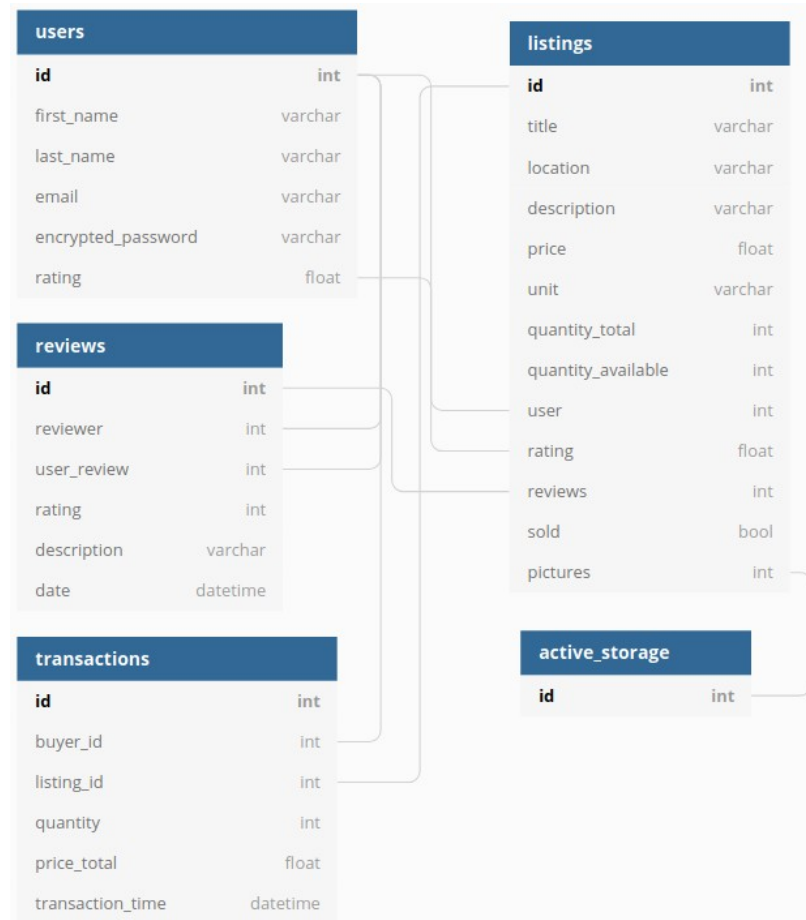 users
id int
first_name varchar
last_name varchar
email varchar
encrypted_password varchar
rating float
reviews
id int
reviewer int
user_review int
rating int
description varchar
date datetime
transactions
id int
buyer_id int
listing_id int
quantity int
price_total float
transaction_time datetime
listings
id int
title varchar
location varchar
description varchar
price float
unit varchar
quantity_total int
quantity_available int
user int
rating float
reviews int
sold bool
pictures int
active_storage
id int